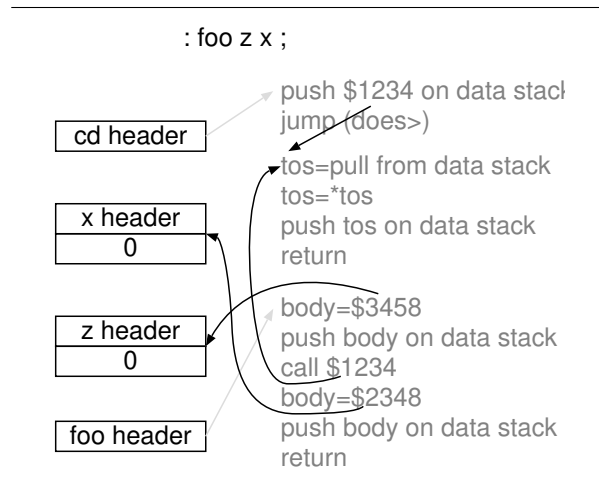 : foo z x ;
push $1234 on data stack
jump (does>)
cd header
tos=pull from data stack
tos=*tos
push tos on data stack
return
x header
0
body=$3458
push body on data stack
call $1234
body=$2348
push body on data stack
return
z header
0
foo header